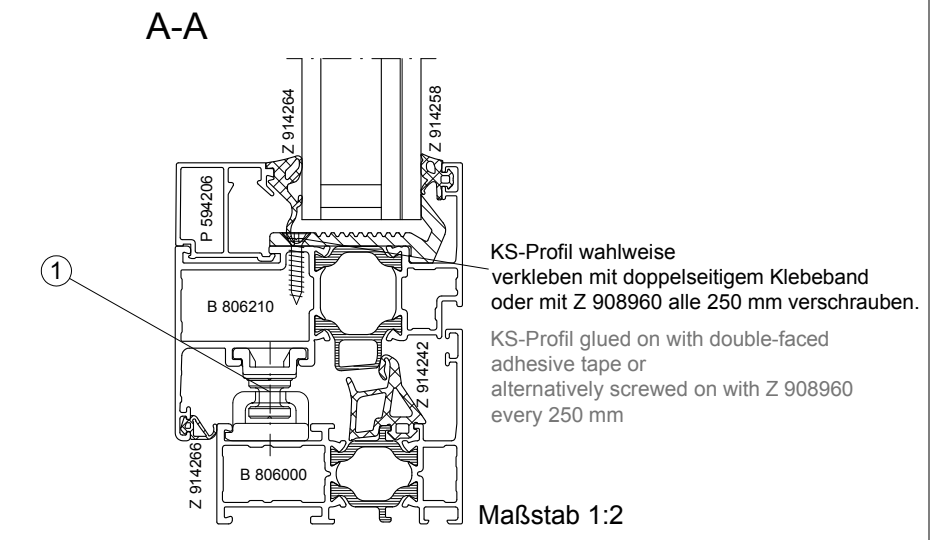 A-A
Z 914264
Z 914258
P 594206
1
B 806210
KS-Profil wahlweise
verkleben mit doppelseitigem Klebeband
oder mit Z 908960 alle 250 mm verschrauben.
KS-Profil glued on with double-faced
adhesive tape or
alternatively screwed on with Z 908960
every 250 mm
Z 914242
Z 914266
B 806000
Maßstab 1:2